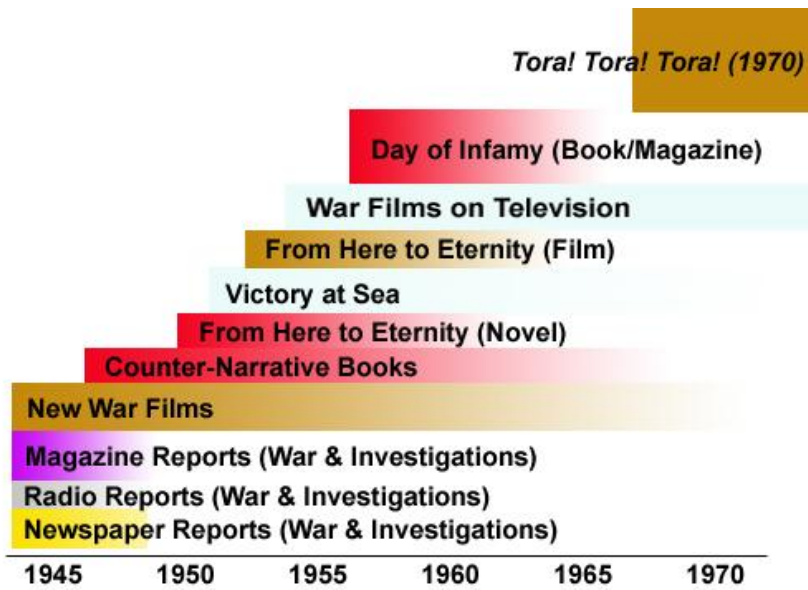 Tora! Tora! Tora! (1970)
Day of Infamy (Book/Magazine)
War Films on Television
From Here to Eternity (Film)
Victory at Sea
From Here to Eternity (Novel)
Counter-Narrative Books
New War Films
Magazine Reports (War & Investigations)
Radio Reports (War & Investigations)
Newspaper Reports (War & Investigations)
1945 1950 1955 1960 1965 1970